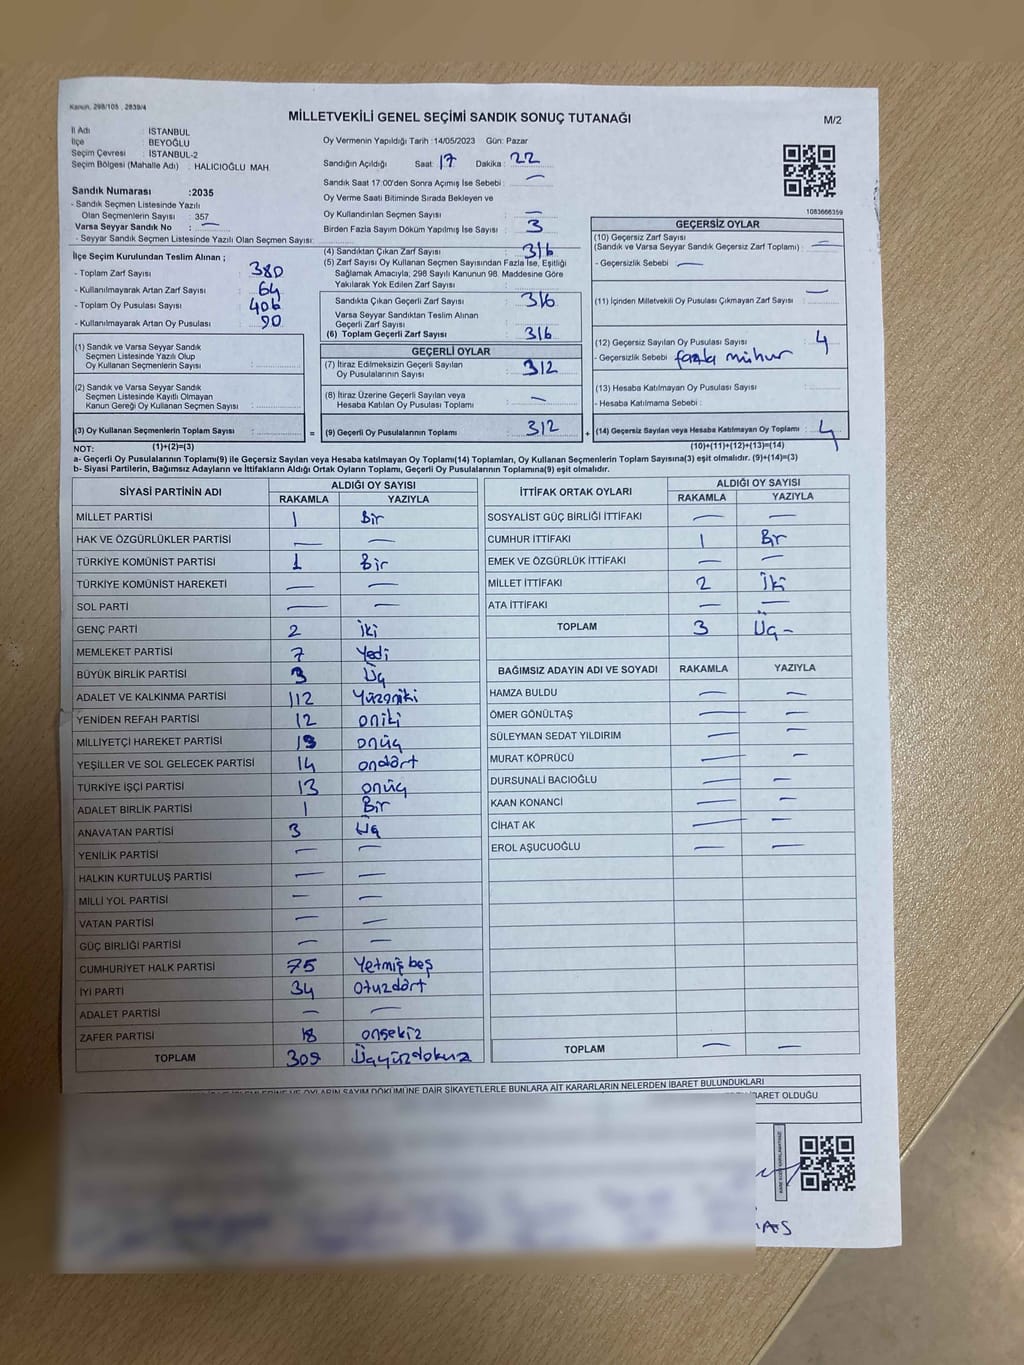 Kanun, 298/105 , 2839/4
MİLLETVEKİLİ GENEL SEÇİMİ SANDIK SONUÇ TUTANAĞI
M/2
İl Adı : İSTANBUL
İlçe : BEYOĞLU
Seçim Çevresi : İSTANBUL-2
Seçim Bölgesi (Mahalle Adı) : HALICIOĞLU MAH
Sandık Numarası :2035
- Sandık Seçmen Listesinde Yazılı
Olan Seçmenlerin Sayısı : 357
Varsa Seyyar Sandık No : —
- Seyyar Sandık Seçmen Listesinde Yazılı Olan Seçmen Sayısı:
Oy Vermenin Yapıldığı Tarih :14/05/2023 Gün: Pazar
Sandığın Açıldığı Saat: 17 Dakika: 22
Sandık Saat 17:00'den Sonra Açımış İse Sebebi : —
Oy Verme Saati Bitiminde Sırada Bekleyen ve
Oy Kullandırılan Seçmen Sayısı : —
Birden Fazla Sayım Döküm Yapılmış İse Sayısı : 3
1083666359
İlçe Seçim Kurulundan Teslim Alınan ;
- Toplam Zarf Sayısı : 380
- Kullanılmayarak Artan Zarf Sayısı : 64
- Toplam Oy Pusulası Sayısı : 406
- Kullanılmayarak Artan Oy Pusulası : 90
(4) Sandıktan Çıkan Zarf Sayısı : 316
(5) Zarf Sayısı Oy Kullanan Seçmen Sayısından Fazla İse, Eşitliği
Sağlamak Amacıyla, 298 Sayılı Kanunun 98. Maddesine Göre
Yakılarak Yok Edilen Zarf Sayısı :
Sandıkta Çıkan Geçerli Zarf Sayısı : 316
Varsa Seyyar Sandıktan Teslim Alınan
Geçerli Zarf Sayısı :
(6) Toplam Geçerli Zarf Sayısı : 316
GEÇERSİZ OYLAR
(10) Geçersiz Zarf Sayısı
(Sandık ve Varsa Seyyar Sandık Geçersiz Zarf Toplamı) : —
- Geçersizlik Sebebi : —
(11) İçinden Milletvekili Oy Pusulası Çıkmayan Zarf Sayısı : —
(12) Geçersiz Sayılan Oy Pusulası Sayısı : 4
- Geçersizlik Sebebi : fazla mühür
(13) Hesaba Katılmayan Oy Pusulası Sayısı :
- Hesaba Katılmama Sebebi :
(14) Geçersiz Sayılan veya Hesaba Katılmayan Oy Toplamı : 4
(1) Sandık ve Varsa Seyyar Sandık
Seçmen Listesinde Yazılı Olup
Oy Kullanan Seçmenlerin Sayısı :
(2) Sandık ve Varsa Seyyar Sandık
Seçmen Listesinde Kayıtlı Olmayan
Kanun Gereği Oy Kullanan Seçmen Sayısı :
(3) Oy Kullanan Seçmenlerin Toplam Sayısı :
GEÇERLİ OYLAR
(7) İtiraz Edilmeksizin Geçerli Sayılan
Oy Pusulalarının Sayısı : 312
(8) İtiraz Üzerine Geçerli Sayılan veya
Hesaba Katılan Oy Pusulası Toplamı : —
= (9) Geçerli Oy Pusulalarının Toplamı : 312 +
NOT: (1)+(2)=(3) (10)+(11)+(12)+(13)=(14)
a- Geçerli Oy Pusulalarının Toplamı(9) ile Geçersiz Sayılan veya Hesaba Katılmayan Oy Toplamı(14) Toplamları, Oy Kullanan Seçmenlerin Toplam Sayısına(3) eşit olmalıdır. (9)+(14)=(3)
b- Siyasi Partilerin, Bağımsız Adayların ve İttifakların Aldığı Ortak Oyların Toplamı, Geçerli Oy Pusulalarının Toplamına(9) eşit olmalıdır.
SİYASİ PARTİNİN ADI ALDIĞI OY SAYISI
RAKAMLA YAZIYLA
MİLLET PARTİSİ 1 Bir
HAK VE ÖZGÜRLÜKLER PARTİSİ — —
TÜRKİYE KOMÜNİST PARTİSİ 1 Bir
TÜRKİYE KOMÜNİST HAREKETİ — —
SOL PARTİ — —
GENÇ PARTİ 2 iki
MEMLEKET PARTİSİ 7 Yedi
BÜYÜK BİRLİK PARTİSİ 3 Üç
ADALET VE KALKINMA PARTİSİ 112 Yüzoniki
YENİDEN REFAH PARTİSİ 12 oniki
MİLLİYETÇİ HAREKET PARTİSİ 13 onüç
YEŞİLLER VE SOL GELECEK PARTİSİ 14 ondört
TÜRKİYE İŞÇİ PARTİSİ 13 onüç
ADALET BİRLİK PARTİSİ 1 Bir
ANAVATAN PARTİSİ 3 Üç
YENİLİK PARTİSİ — —
HALKIN KURTULUŞ PARTİSİ — —
MİLLİ YOL PARTİSİ — —
VATAN PARTİSİ — —
GÜÇ BİRLİĞİ PARTİSİ — —
CUMHURİYET HALK PARTİSİ 75 Yetmiş beş
İYİ PARTİ 34 Otuzdört
ADALET PARTİSİ — —
ZAFER PARTİSİ 18 onsekiz
TOPLAM 309 Üçyüzdokuz
İTTİFAK ORTAK OYLARI ALDIĞI OY SAYISI
RAKAMLA YAZIYLA
SOSYALİST GÜÇ BİRLİĞİ İTTİFAKI — —
CUMHUR İTTİFAKI 1 Bir
EMEK VE ÖZGÜRLÜK İTTİFAKI — —
MİLLET İTTİFAKI 2 İki
ATA İTTİFAKI — —
TOPLAM 3 Üç -
BAĞIMSIZ ADAYIN ADI VE SOYADI RAKAMLA YAZIYLA
HAMZA BULDU — —
ÖMER GÖNÜLTAŞ — —
SÜLEYMAN SEDAT YILDIRIM — —
MURAT KÖPRÜCÜ — —
DURSUNALİ BACIOĞLU — —
KAAN KONANCİ — —
CİHAT AK — —
EROL AŞUCUOĞLU — —
TOPLAM — —
OYLARIN SAYIM DÖKÜMÜNE DAİR ŞİKAYETLERLE BUNLARA AİT KARARLARIN NELERDEN İBARET BULUNDUKLARI
İBARET OLDUĞU